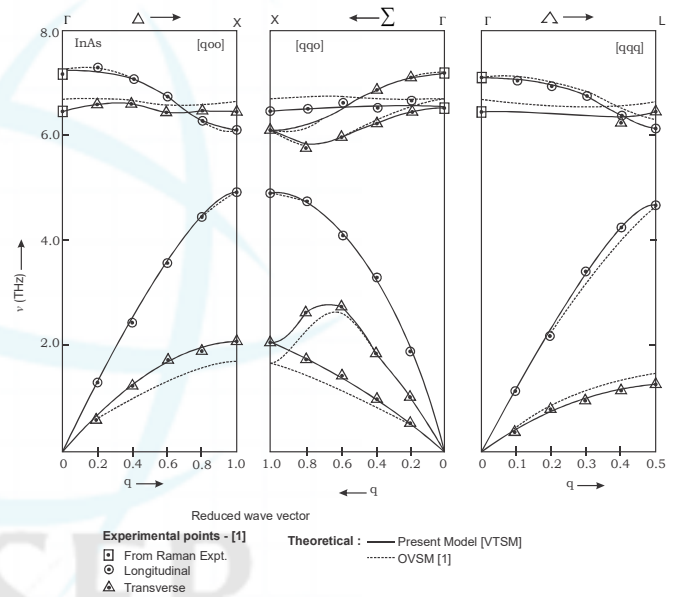 Γ Δ → X
X ← Σ Γ
Γ Λ → L
8.0
6.0
4.0
2.0
ν (THz) →
InAs [qoo]
[qqo]
[qqq]
0 0.2 0.4 0.6 0.8 1.0
1.0 0.8 0.6 0.4 0.2 0
0 0.1 0.2 0.3 0.4 0.5
q →
← q
q →
Reduced wave vector
Experimental points - [1]
From Raman Expt.
Longitudinal
Transverse
Theoretical : Present Model [VTSM]
OVSM [1]